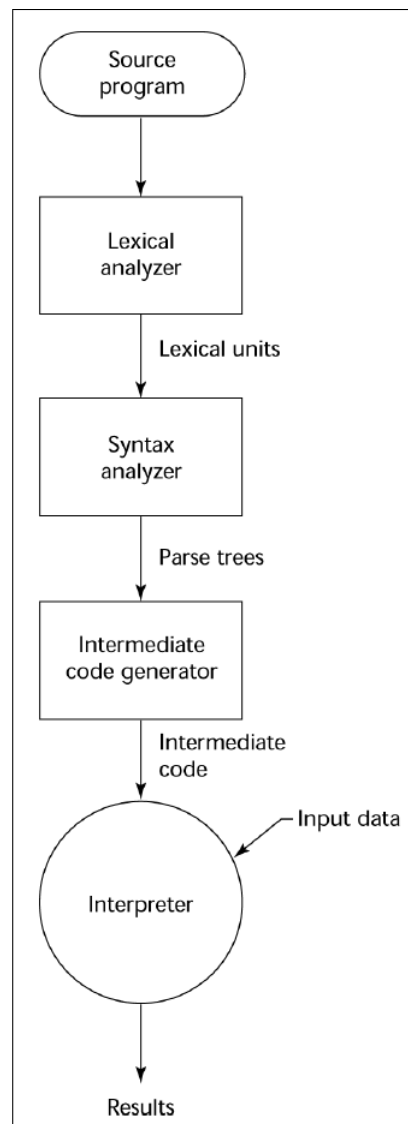 Source
program
Lexical
analyzer
Lexical units
Syntax
analyzer
Parse trees
Intermediate
code generator
Intermediate
code
Input data
Interpreter
Results